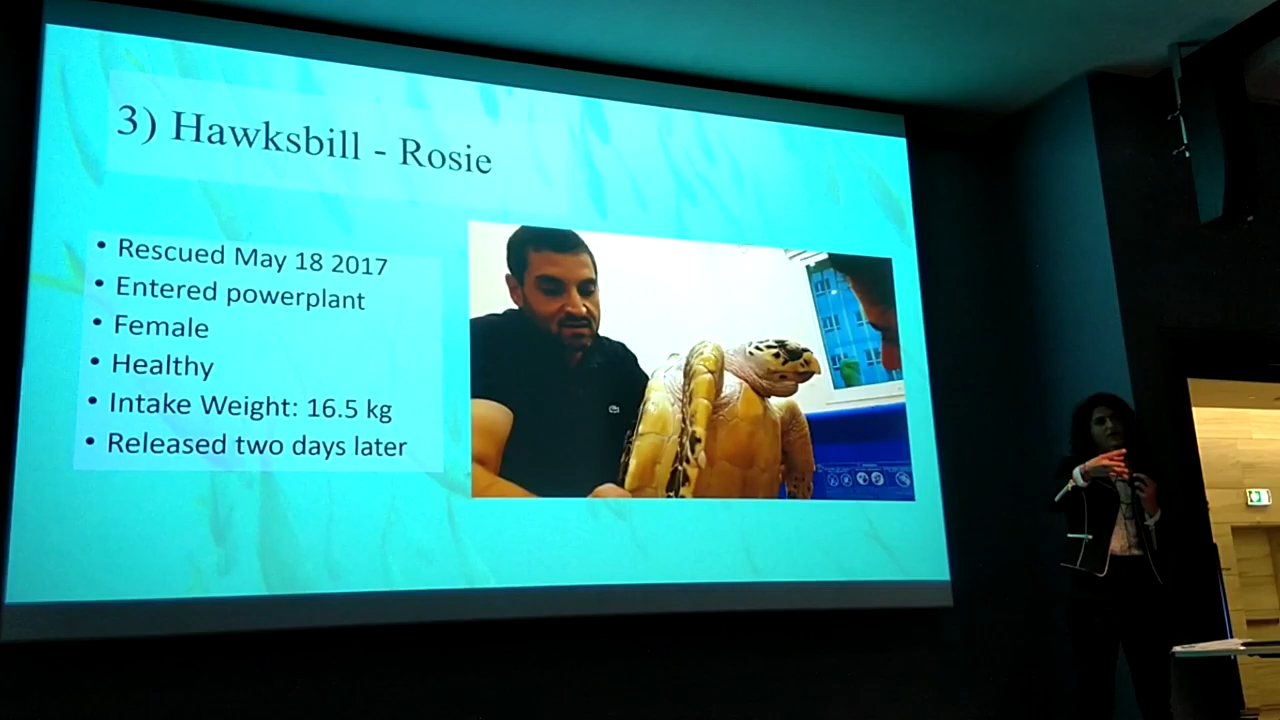 3) Hawksbill - Rosie
• Rescued May 18 2017
• Entered powerplant
• Female
• Healthy
• Intake Weight: 16.5 kg
• Released two days later